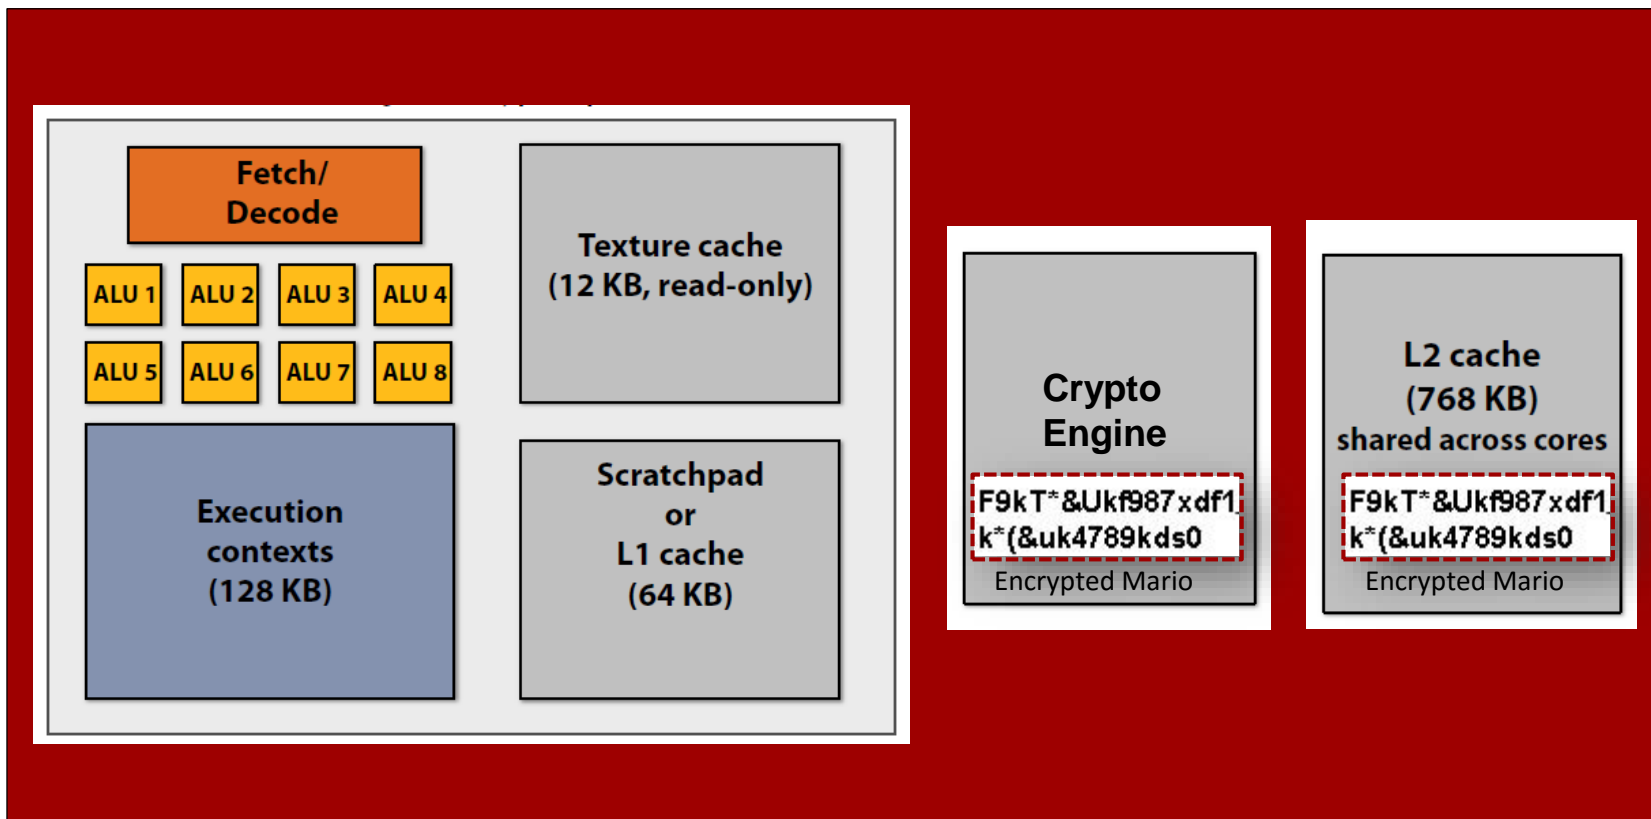 Fetch/
Decode
ALU 1
ALU 2
ALU 3
ALU 4
ALU 5
ALU 6
ALU 7
ALU 8
Execution
contexts
(128 KB)
Texture cache
(12 KB, read-only)
Scratchpad
or
L1 cache
(64 KB)
Crypto
Engine
F9kT*&Ukf987xdf1_
k*(&uk4789kds0
Encrypted Mario
L2 cache
(768 KB)
shared across cores
F9kT*&Ukf987xdf1_
k*(&uk4789kds0
Encrypted Mario